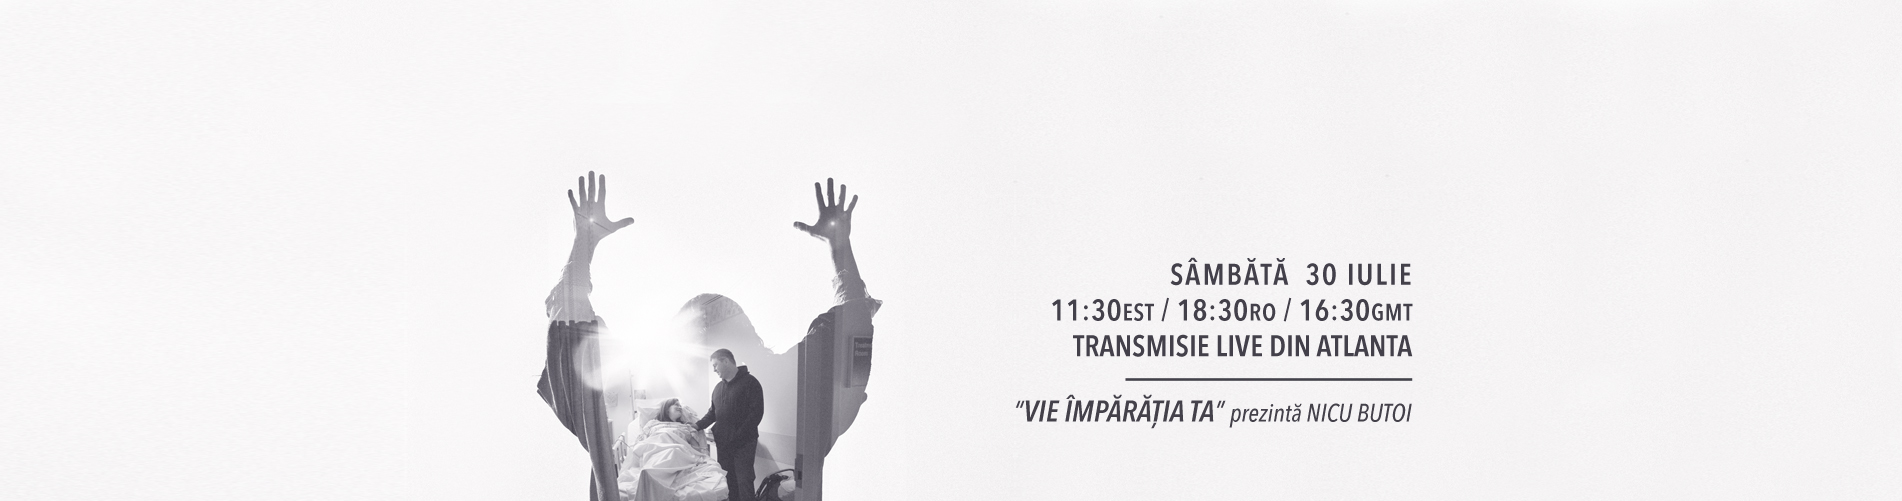 SÂMBĂTĂ 30 IULIE
11:30EST / 18:30RO / 16:30GMT
TRANSMISIE LIVE DIN ATLANTA
“VIE ÎMPĂRĂȚIA TA” prezintă NICU BUTOI